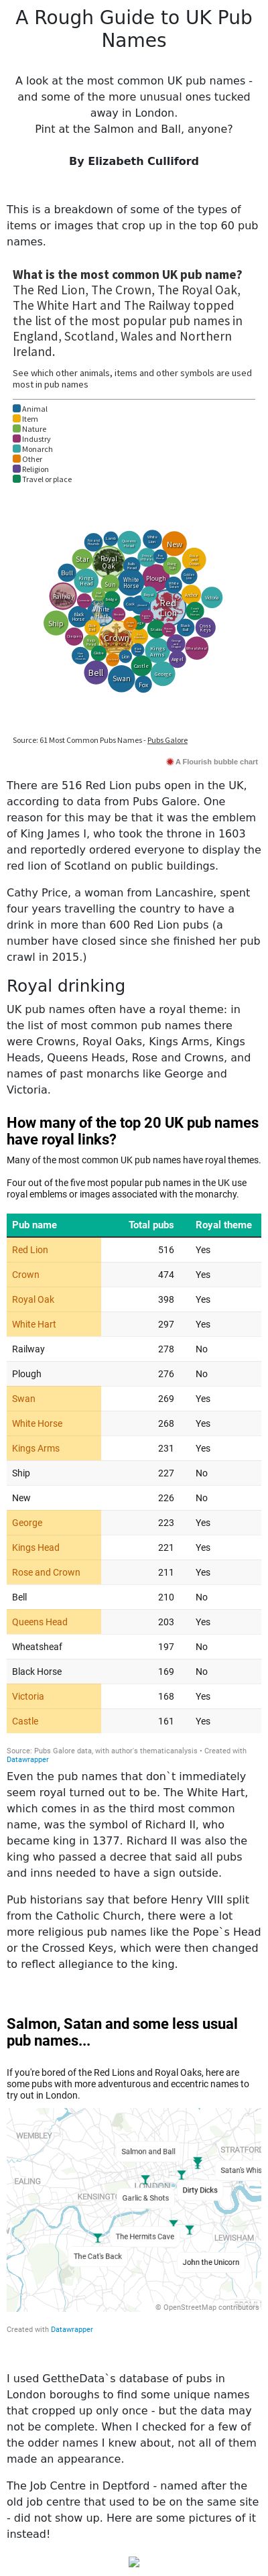 A Rough Guide to UK Pub
Names
A look at the most common UK pub names -
and some of the more unusual ones tucked
away in London.
Pint at the Salmon and Ball, anyone?
By Elizabeth Culliford
This is a breakdown of some of the types of
items or images that crop up in the top 60 pub
names.
What is the most common UK pub name?
The Red Lion, The Crown, The Royal Oak,
The White Hart and The Railway topped
the list of the most popular pub names in
England, Scotland, Wales and Northern
Ireland.
See which other animals, items and other symbols are used
most in pub names
Animal
Item
Nature
Industry
Monarch
Other
Religion
Travel or place
New
Star
Royal
Oak
Bull
Kings
Head
White
Horse
Plough
Sun
Railway
White
Red
Lion
Victoria
Ship
Black
Horse
Crown
Cross
Keys
Kings
Arms
Angel
Wheatsheaf
Bell
Swan
Castle
George
Fox
Source: 61 Most Common Pubs Names - Pubs Galore
A Flourish bubble chart
There are 516 Red Lion pubs open in the UK,
according to data from Pubs Galore. One
reason for this may be that it was the emblem
of King James I, who took the throne in 1603
and reportedly ordered everyone to display the
red lion of Scotland on public buildings.
Cathy Price, a woman from Lancashire, spent
four years travelling the country to have a
drink in more than 600 Red Lion pubs (a
number have closed since she finished her pub
crawl in 2015.)
Royal drinking
UK pub names often have a royal theme: in
the list of most common pub names there
were Crowns, Royal Oaks, Kings Arms, Kings
Heads, Queens Heads, Rose and Crowns, and
names of past monarchs like George and
Victoria.
How many of the top 20 UK pub names
have royal links?
Many of the most common UK pub names have royal themes.
Four out of the five most popular pub names in the UK use
royal emblems or images associated with the monarchy.
Pub name Total pubs Royal theme
Red Lion 516 Yes
Crown 474 Yes
Royal Oak 398 Yes
White Hart 297 Yes
Railway 278 No
Plough 276 No
Swan 269 Yes
White Horse 268 Yes
Kings Arms 231 Yes
Ship 227 No
New 226 No
George 223 Yes
Kings Head 221 Yes
Rose and Crown 211 Yes
Bell 210 No
Queens Head 203 Yes
Wheatsheaf 197 No
Black Horse 169 No
Victoria 168 Yes
Castle 161 Yes
Source: Pubs Galore data, with author's thematicanalysis • Created with
Datawrapper
Even the pub names that don`t immediately
seem royal turned out to be. The White Hart,
which comes in as the third most common
name, was the symbol of Richard II, who
became king in 1377. Richard II was also the
king who passed a decree that said all pubs
and inns needed to have a sign outside.
Pub historians say that before Henry VIII split
from the Catholic Church, there were a lot
more religious pub names like the Pope`s Head
or the Crossed Keys, which were then changed
to reflect allegiance to the king.
Salmon, Satan and some less usual
pub names...
If you're bored of the Red Lions and Royal Oaks, here are
some pubs with more adventurous and eccentric names to
try out in London.
WEMBLEY
Salmon and Ball
STRATFORD
Satan's Whis
EALING
LONDON
Dirty Dicks
KENSINGT
Garlic & Shots
The Hermits Cave
LEWISHAM
The Cat's Back
John the Unicorn
© OpenStreetMap contributors
Created with Datawrapper
I used GettheData`s database of pubs in
London boroughs to find some unique names
that cropped up only once - but the data may
not be complete. When I checked for a few of
the odder names I knew about, not all of them
made an appearance.
The Job Centre in Deptford - named after the
old job centre that used to be on the same site
- did not show up. Here are some pictures of it
instead!